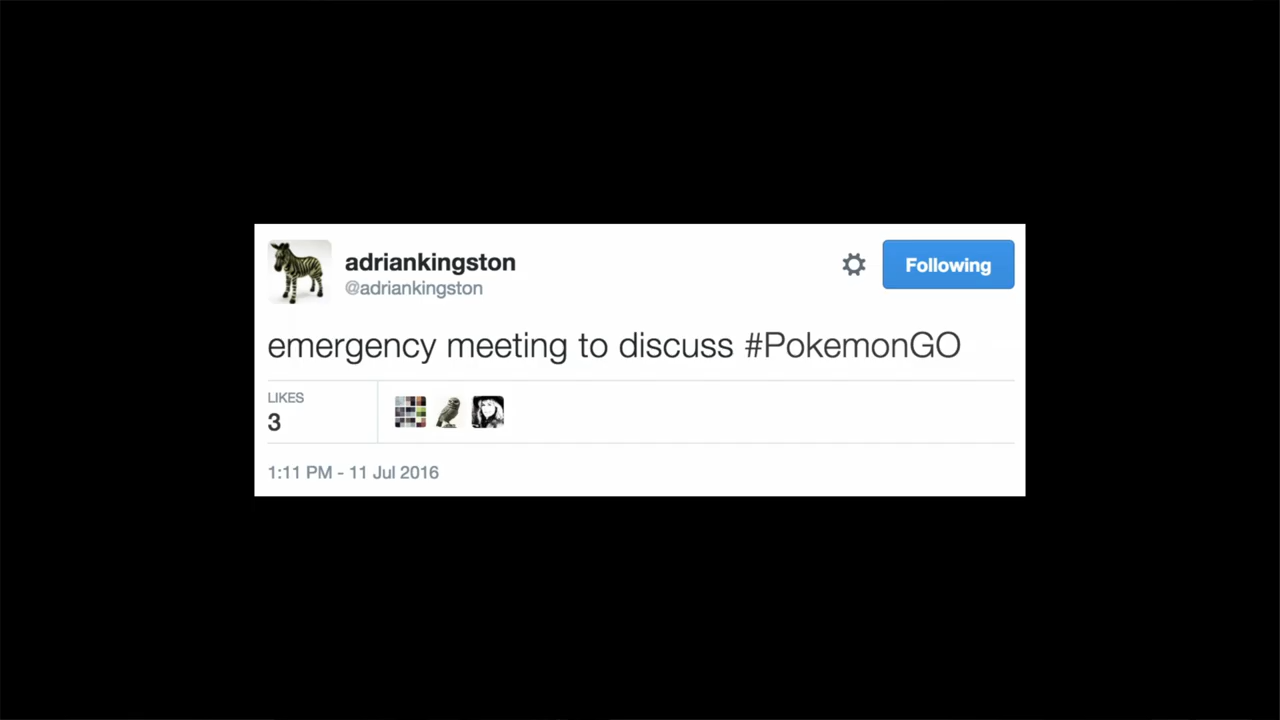 adriankingston
@adriankingston
Following
emergency meeting to discuss #PokemonGO
LIKES
3
1:11 PM - 11 Jul 2016